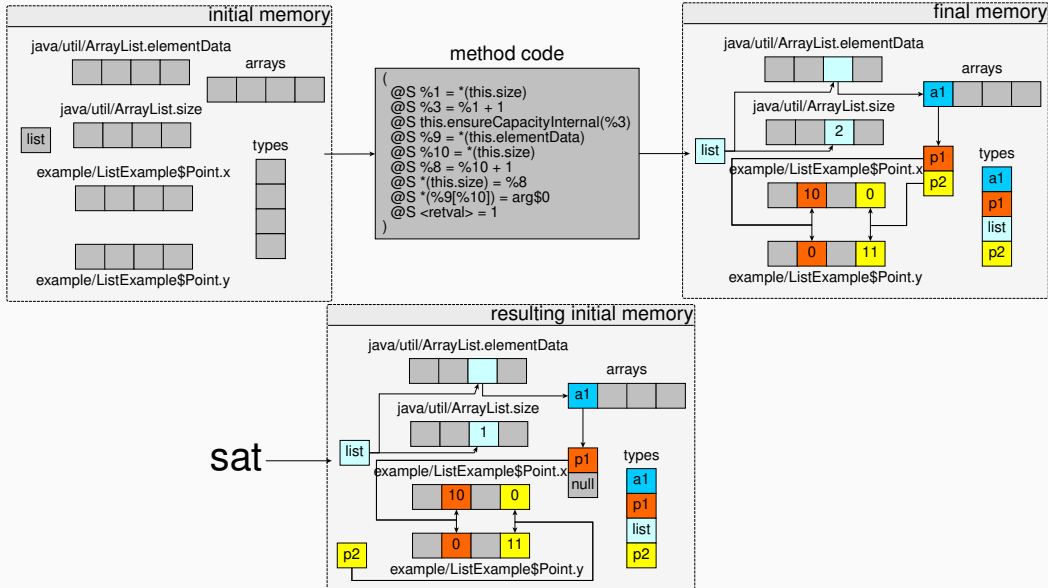 initial memory
java/util/ArrayList.elementData
arrays
java/util/ArrayList.size
list
types
example/ListExample$Point.x
example/ListExample$Point.y
method code
(
@S %1 = *(this.size)
@S %3 = %1 + 1
@S this.ensureCapacityInternal(%3)
@S %9 = *(this.elementData)
@S %10 = *(this.size)
@S %8 = %10 + 1
@S *(this.size) = %8
@S *(%9[%10]) = arg$0
@S <retval> = 1
)
final memory
java/util/ArrayList.elementData
arrays
a1
java/util/ArrayList.size
2
list
p1
types
example/ListExample$Point.x
p2
a1
10
0
p1
list
0
11
p2
example/ListExample$Point.y
resulting initial memory
java/util/ArrayList.elementData
arrays
a1
java/util/ArrayList.size
1
sat
list
p1
types
example/ListExample$Point.x
null
a1
10
0
p1
list
p2
0
11
p2
example/ListExample$Point.y